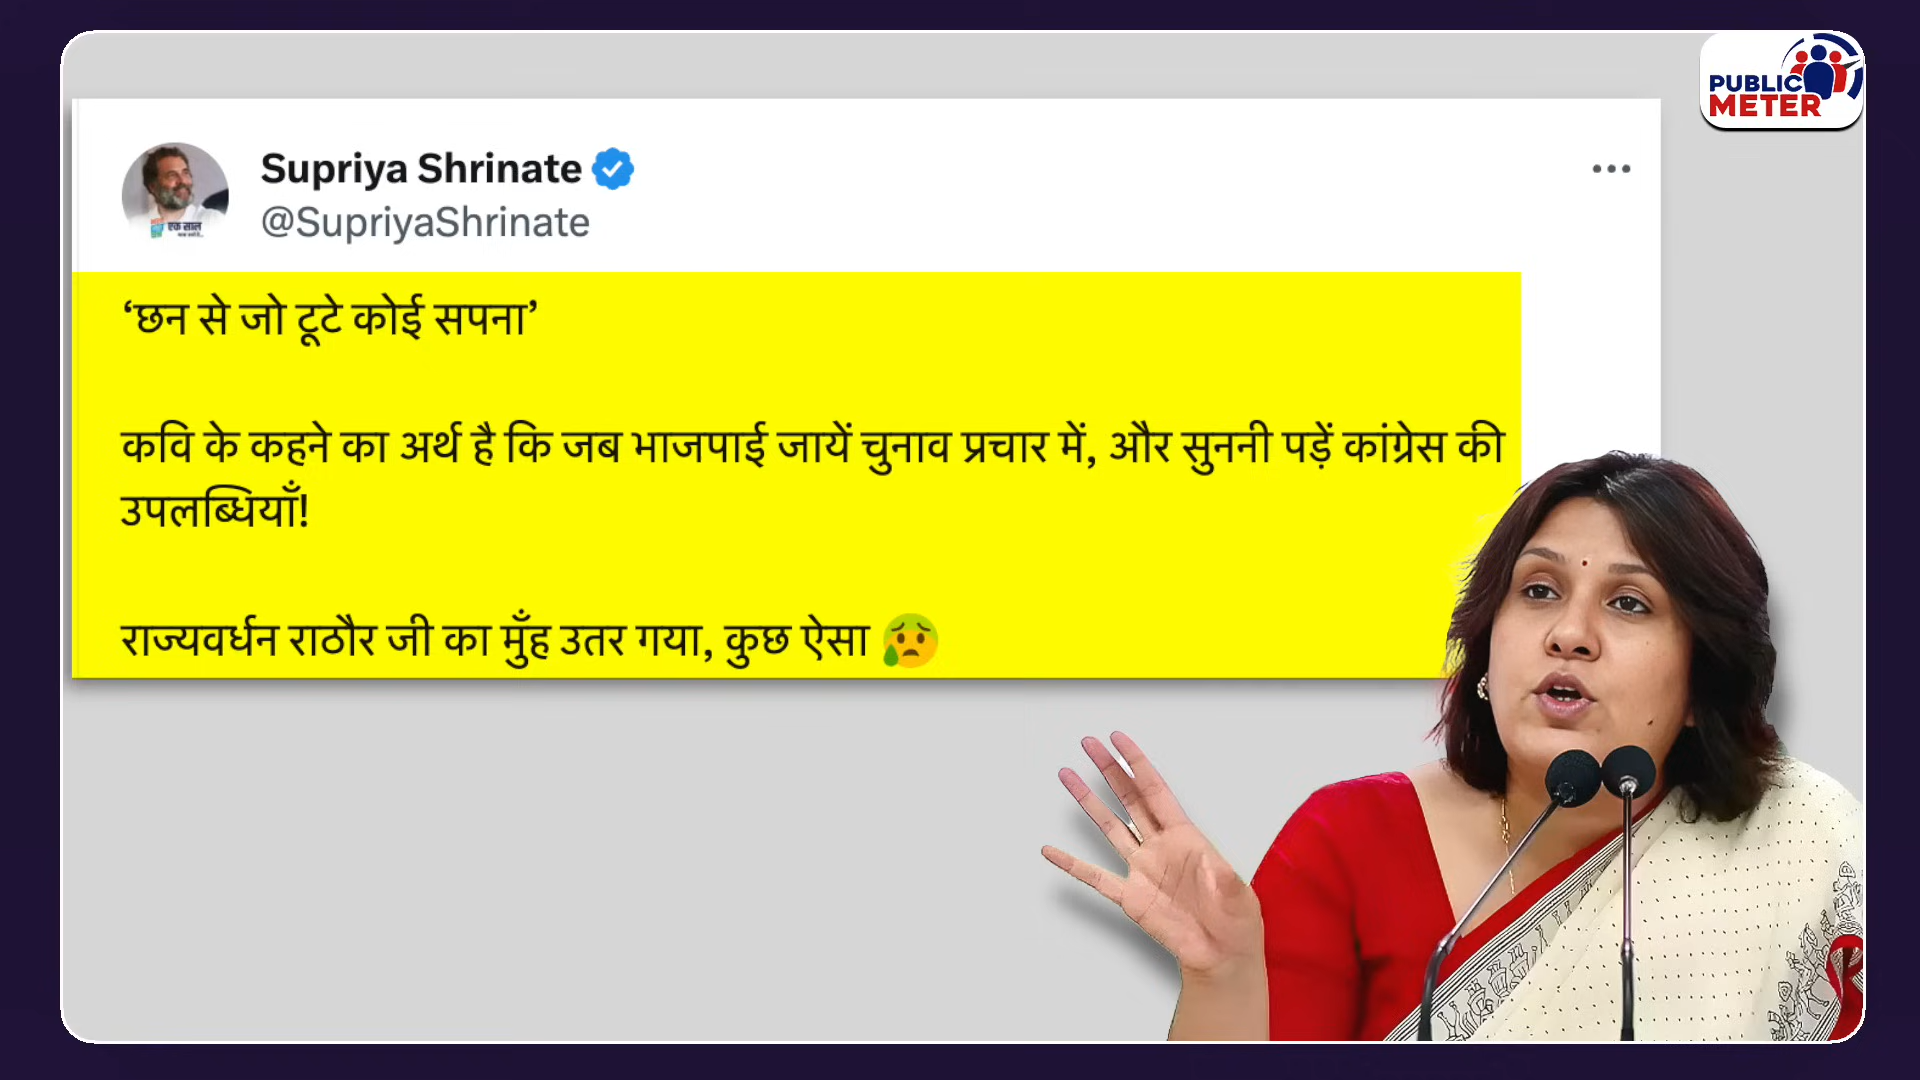 PUBLIC
METER
Supriya Shrinate
@SupriyaShrinate
एक साल
‘छन से जो टूटे कोई सपना’
कवि के कहने का अर्थ है कि जब भाजपाई जायें चुनाव प्रचार में, और सुननी पड़ें कांग्रेस की
उपलब्धियाँ!
राज्यवर्धन राठौर जी का मुँह उतर गया, कुछ ऐसा 😥